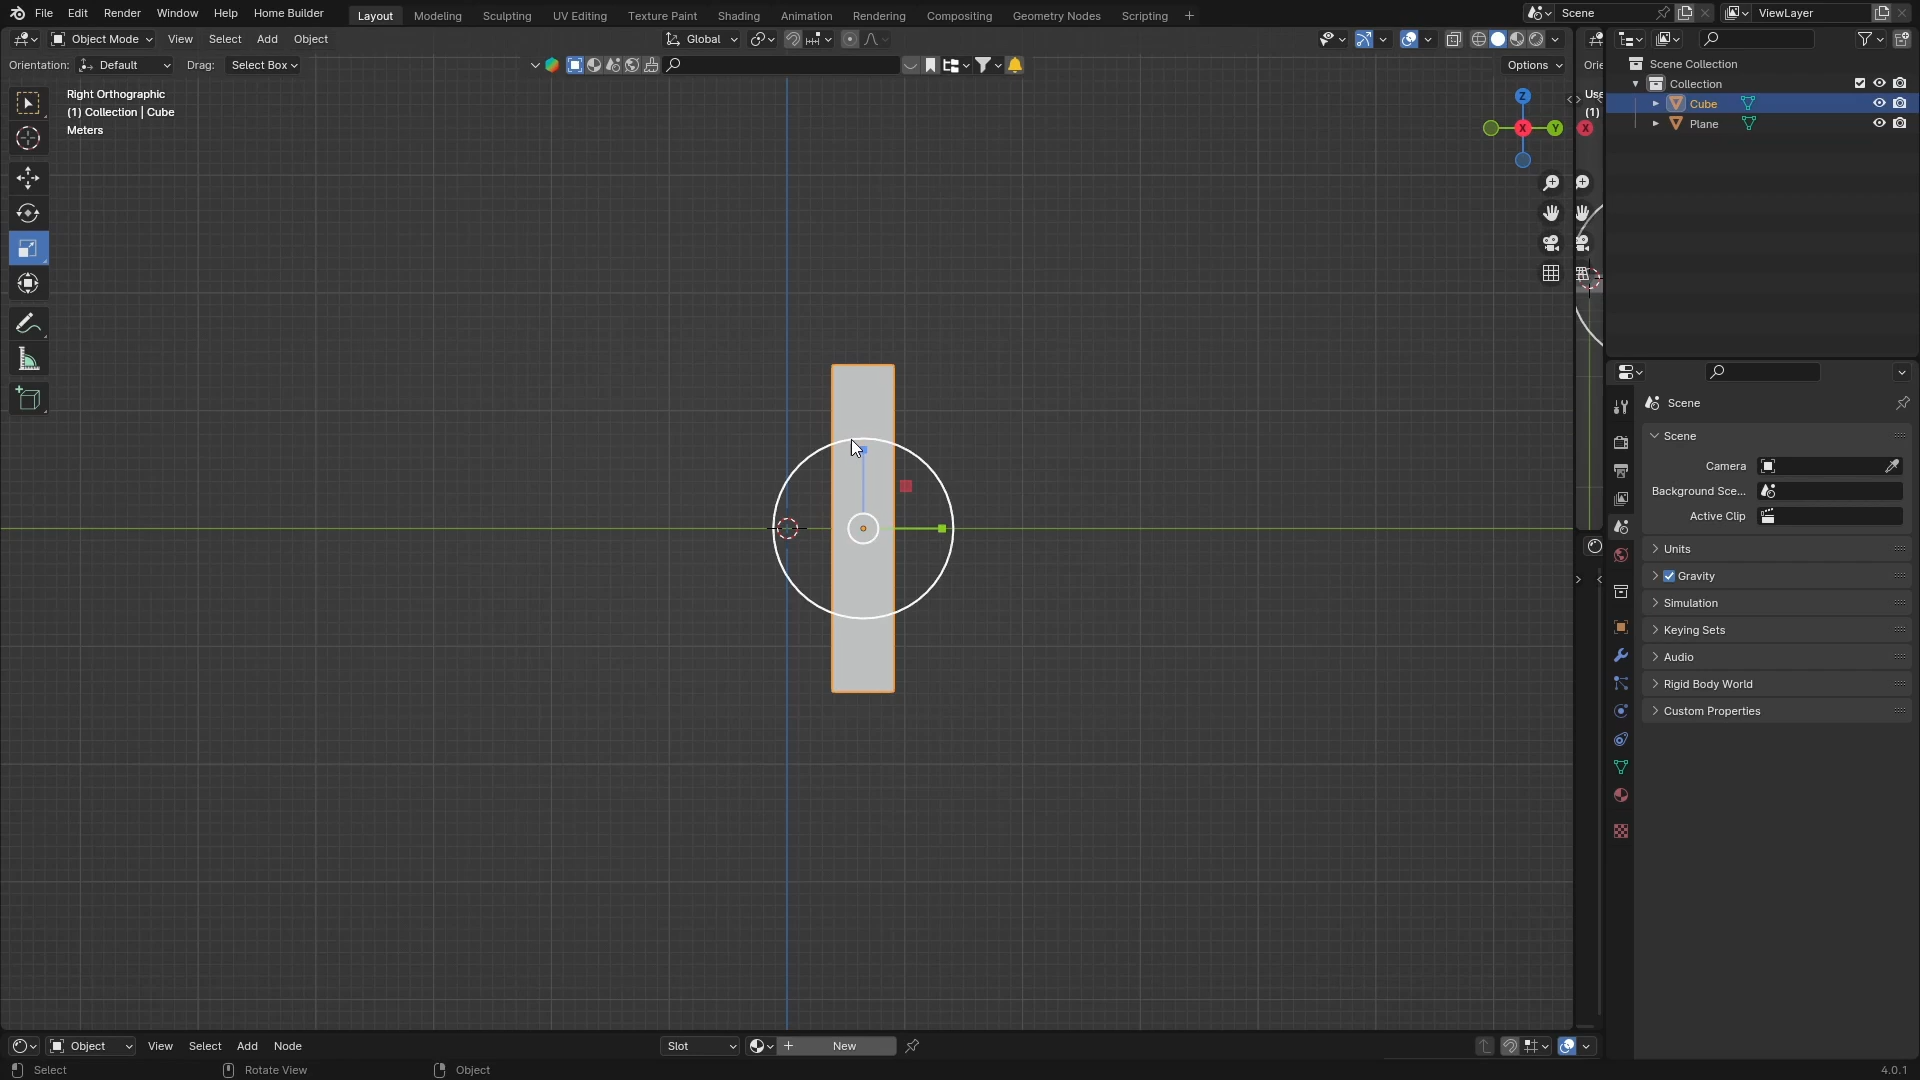 File Edit Render Window Help Home Builder Layout Modeling Sculpting UV Editing Texture Paint Shading Animation Rendering Compositing Geometry Nodes Scripting + Scene ViewLayer
Object Mode View Select Add Object Global
Orientation: Default Drag: Select Box Options Orie
Scene Collection
Collection
Cube
Plane
Right Orthographic
(1) Collection | Cube
Meters
Z
X Y
Use
(1)
X
Scene
Scene
Camera
Background Sce...
Active Clip
Units
Gravity
Simulation
Keying Sets
Audio
Rigid Body World
Custom Properties
Object View Select Add Node Slot New
Select Rotate View Object 4.0.1